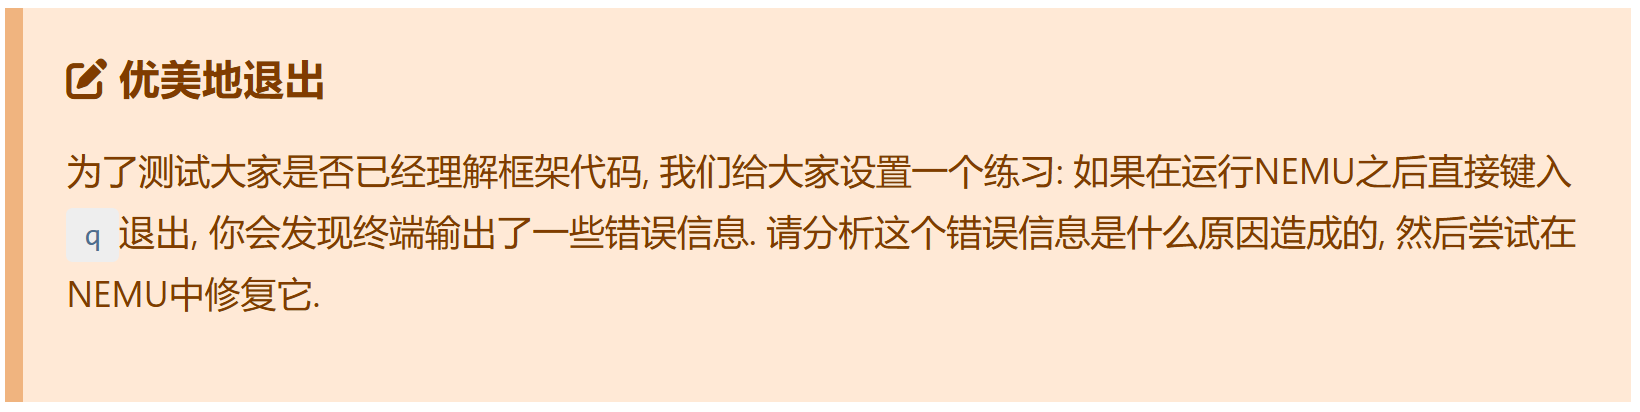 优美地退出
为了测试大家是否已经理解框架代码, 我们给大家设置一个练习: 如果在运行NEMU之后直接键入
q退出, 你会发现终端输出了一些错误信息. 请分析这个错误信息是什么原因造成的, 然后尝试在
NEMU中修复它.